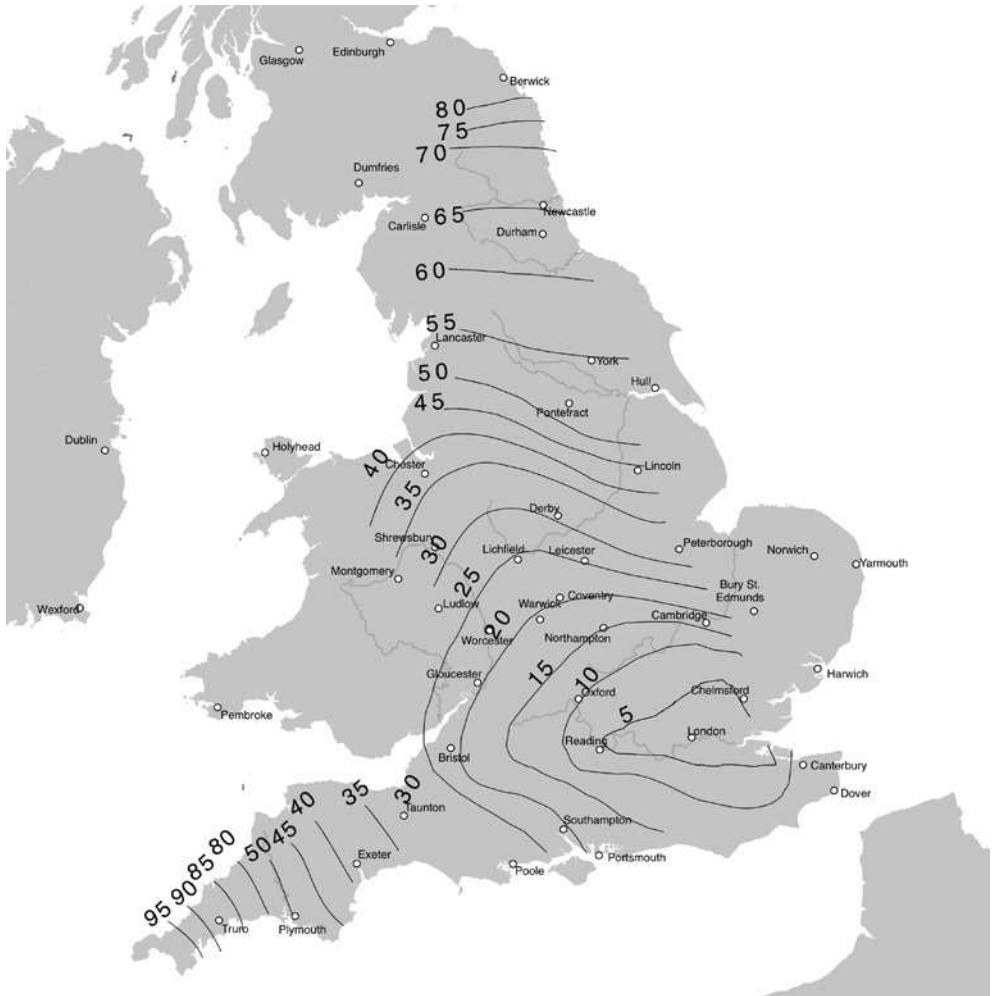 Glasgow
Edinburgh
Berwick
80
75
70
Dumfries
65
Newcastle
Carlisle
Durham
60
55
Lancaster
York
50
Hull
45
Pontefract
Dublin
Holyhead
40
Chester
Lincoln
35
Derby
Shrewsbury
30
Lichfield
Leicester
Peterborough
Norwich
Yarmouth
Montgomery
25
Bury St.
Edmunds
Wexford
Ludlow
Warwick
Coventry
Cambridge
20
Worcester
Northampton
Gloucester
15
10
Oxford
Chelmsford
Harwich
Pembroke
5
London
Reading
Bristol
Canterbury
Dover
40
35
30
Taunton
Southampton
80
50
45
85
Exeter
Portsmouth
Poole
90
95
Truro
Plymouth